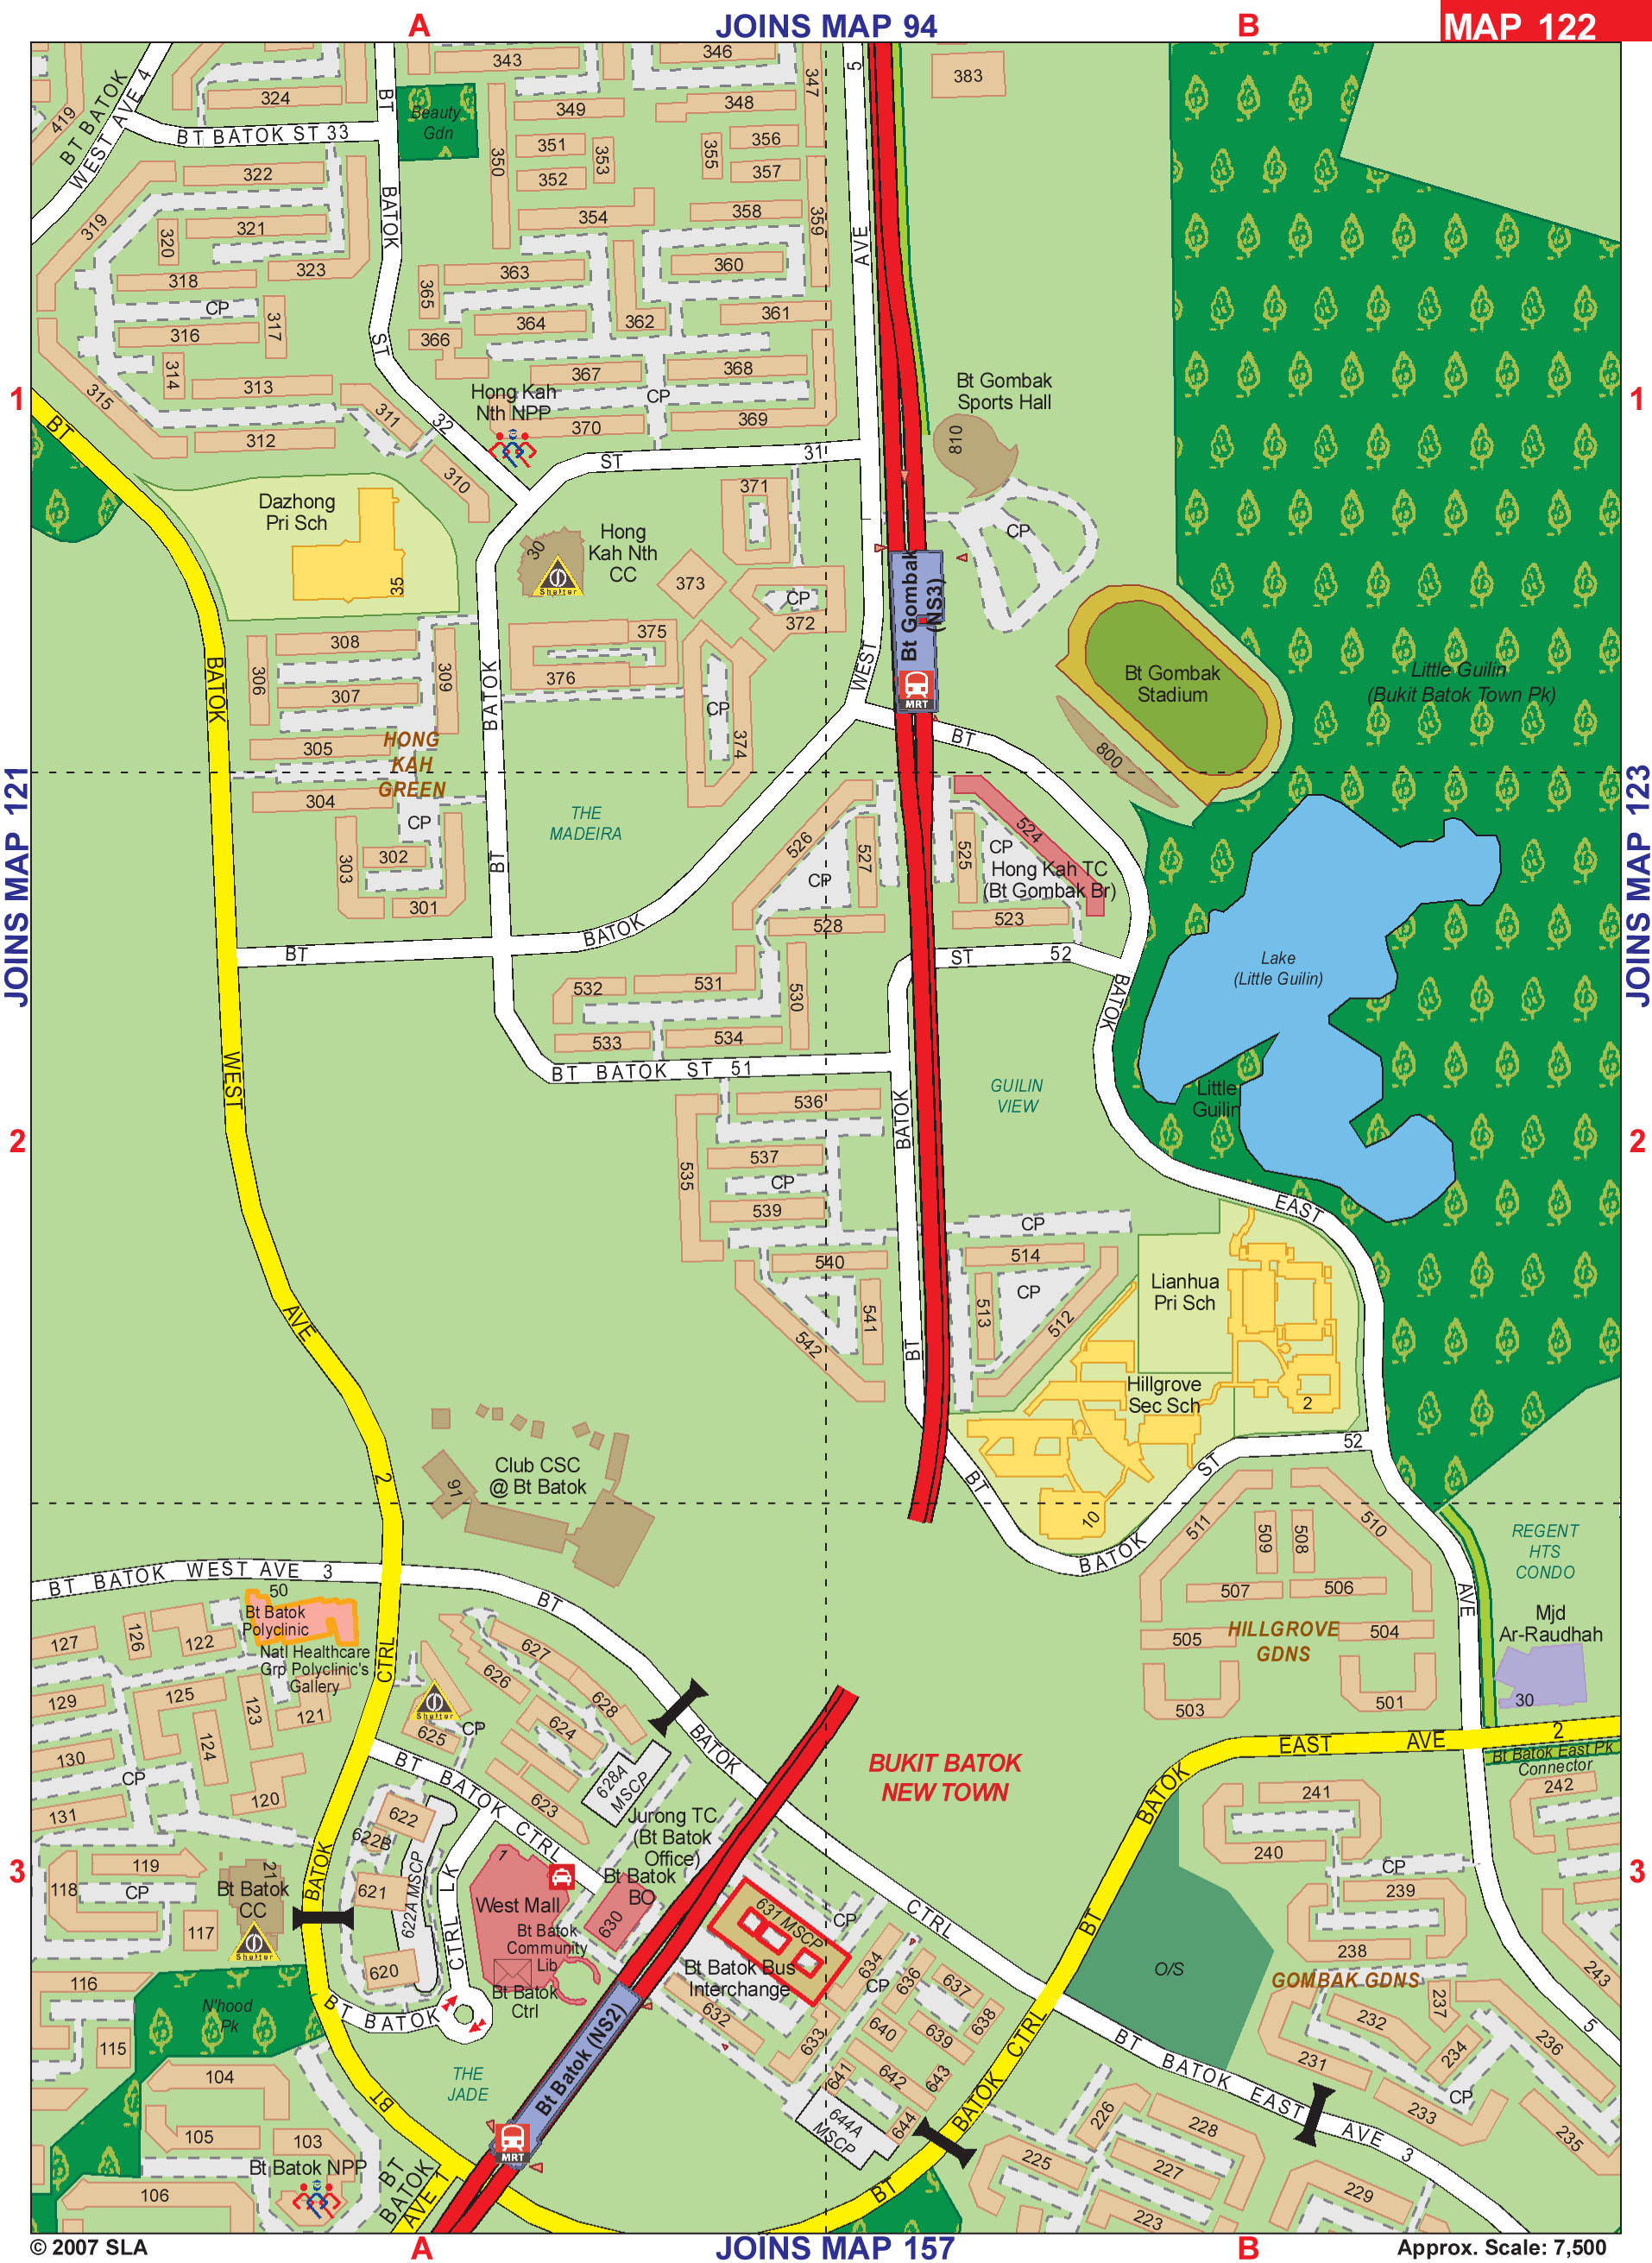 A
JOINS MAP 94
B
MAP 122
419
BT BATOK
WEST AVE 4
324
BT BATOK ST 33
BT
BATOK
ST
32
Beauty
Gdn
343
346
347
5
383
349
348
350
351
353
352
355
356
357
354
358
359
AVE
322
319
320
321
323
318
CP
316
317
314
315
313
311
312
310
363
360
365
364
362
361
366
367
368
CP
370
369
Hong Kah
Nth NPP
Bt Gombak
Sports Hall
810
1
1
BT
ST
31
Dazhong
Pri Sch
35
30
Shelter
Hong
Kah Nth
CC
371
373
CP
372
CP
Bt Gombak
(NS3)
MRT
308
306
307
309
305
HONG
KAH
GREEN
304
CP
302
303
301
375
376
CP
374
WEST
BATOK
BATOK
Bt Gombak
Stadium
800
Little Guilin
(Bukit Batok Town Pk)
JOINS MAP 121
JOINS MAP 123
BT
THE
MADEIRA
BT
526
527
CP
528
525
CP
524
Hong Kah TC
(Bt Gombak Br)
523
BT
BATOK
ST
52
BATOK
Lake
(Little Guilin)
532
531
530
533
534
BT BATOK ST 51
WEST
GUILIN
VIEW
Little
Guilin
2
2
536
535
537
CP
539
540
541
542
BATOK
BT
CP
514
513
CP
512
EAST
Lianhua
Pri Sch
Hillgrove
Sec Sch
2
10
AVE
2
Club CSC
@ Bt Batok
91
BT
BATOK
ST
52
511
509
508
510
507
506
505
HILLGROVE
GDNS
504
503
501
AVE
REGENT
HTS
CONDO
Mjd
Ar-Raudhah
30
BT BATOK WEST AVE 3
BT
BATOK
CTRL
50
Bt Batok
Polyclinic
Natl Healthcare
Grp Polyclinic's
Gallery
127
126
122
129
125
123
121
124
130
CP
120
131
CTRL
Shelter
625
CP
627
626
628
624
628A
MSCP
623
BT BATOK CTRL
622
622B
621
622A MSCP
620
CTRL LK
BT BATOK
BUKIT BATOK
NEW TOWN
Jurong TC
(Bt Batok
Office)
Bt Batok
BO
630
1
West Mall
Bt Batok
Community
Lib
Bt Batok
Ctrl
631 MSCP
CP
Bt Batok Bus
Interchange
632
633
634
CP
636
637
638
639
640
641
642
643
644
644A
MSCP
3
3
119
118
CP
117
21
Bt Batok
CC
Shelter
BATOK
116
115
N'hood
Pk
104
105
103
Bt Batok NPP
106
BT
BT
BATOK
AVE 1
THE
JADE
Bt Batok (NS2)
MRT
EAST AVE 2
Bt Batok East Pk
Connector
BATOK
BT
CTRL
BATOK
BT
O/S
241
240
242
CP
239
238
GOMBAK GDNS
237
243
232
231
234
236
CP
233
235
5
BT BATOK EAST AVE 3
226
228
225
227
229
223
© 2007 SLA
A
JOINS MAP 157
B
Approx. Scale: 7,500